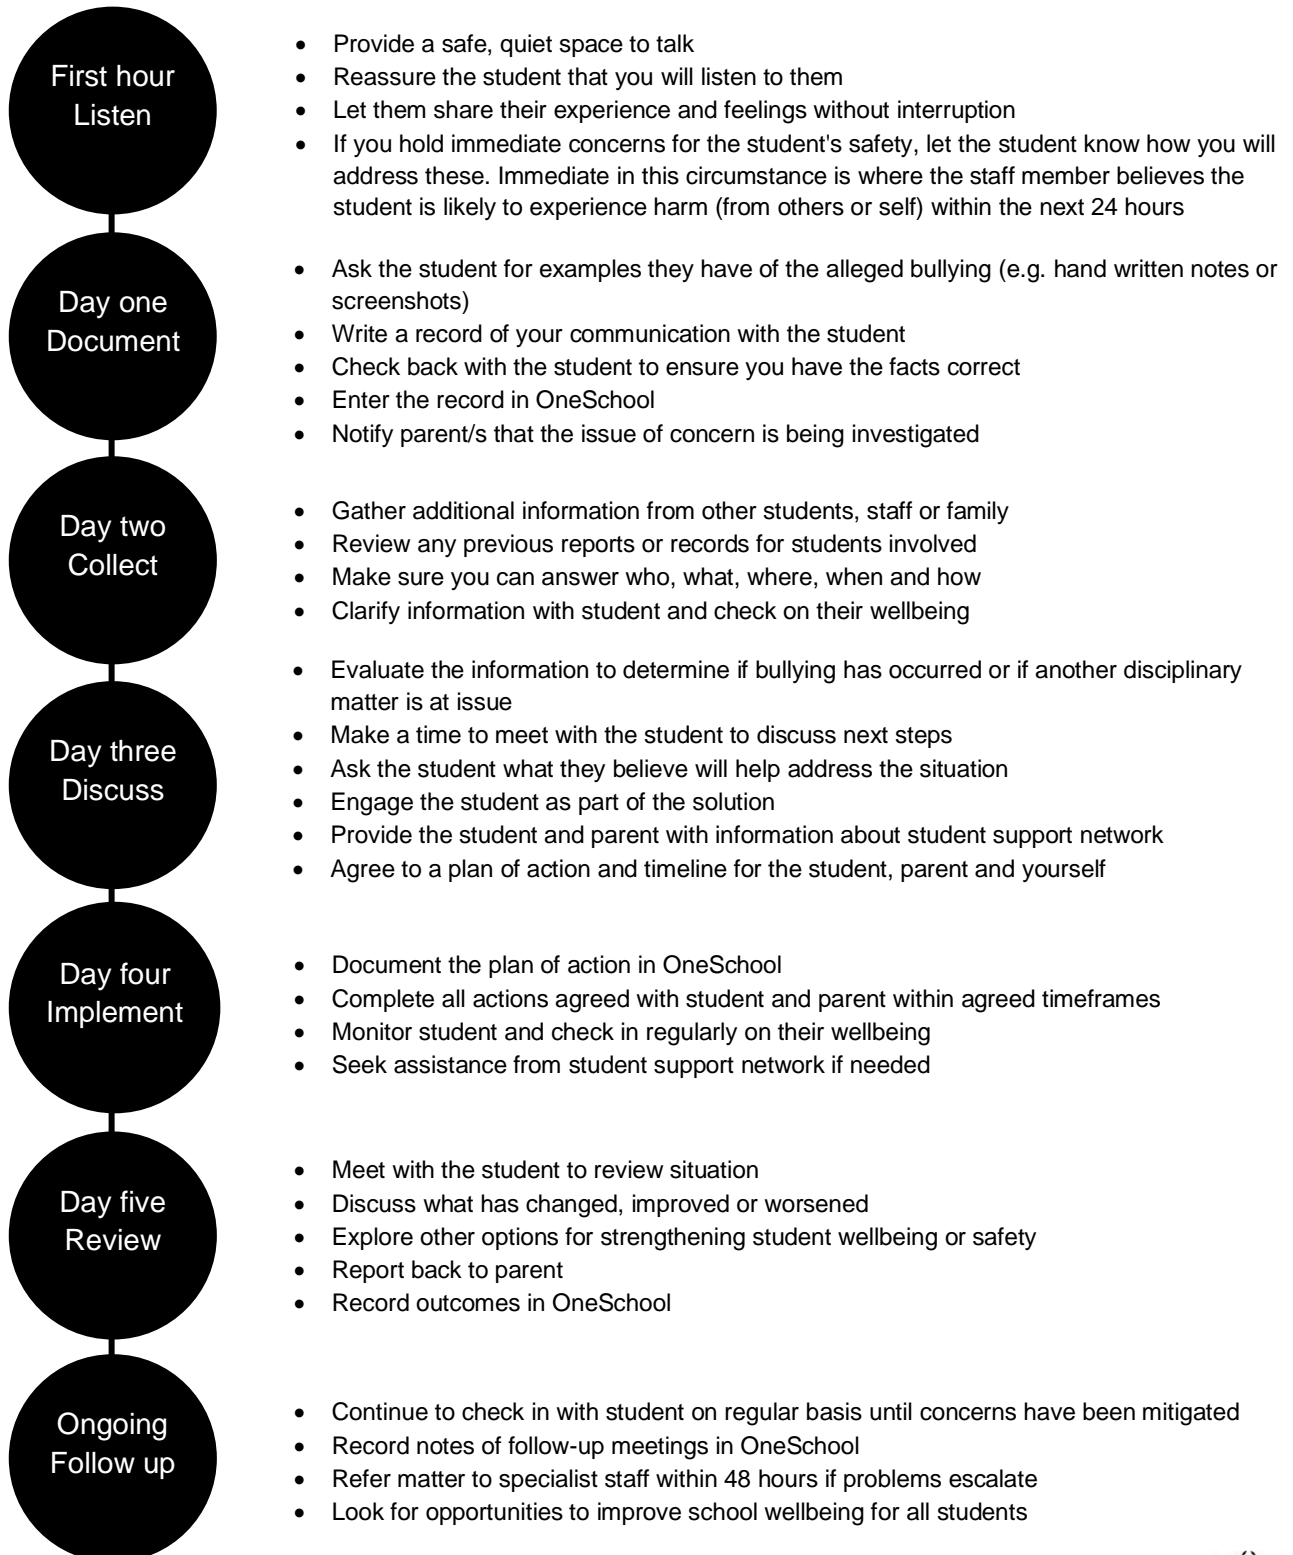 First hour
Listen
• Provide a safe, quiet space to talk
• Reassure the student that you will listen to them
• Let them share their experience and feelings without interruption
• If you hold immediate concerns for the student's safety, let the student know how you will
address these. Immediate in this circumstance is where the staff member believes the
student is likely to experience harm (from others or self) within the next 24 hours
Day one
Document
• Ask the student for examples they have of the alleged bullying (e.g. hand written notes or
screenshots)
• Write a record of your communication with the student
• Check back with the student to ensure you have the facts correct
• Enter the record in OneSchool
• Notify parent/s that the issue of concern is being investigated
Day two
Collect
• Gather additional information from other students, staff or family
• Review any previous reports or records for students involved
• Make sure you can answer who, what, where, when and how
• Clarify information with student and check on their wellbeing
Day three
Discuss
• Evaluate the information to determine if bullying has occurred or if another disciplinary
matter is at issue
• Make a time to meet with the student to discuss next steps
• Ask the student what they believe will help address the situation
• Engage the student as part of the solution
• Provide the student and parent with information about student support network
• Agree to a plan of action and timeline for the student, parent and yourself
Day four
Implement
• Document the plan of action in OneSchool
• Complete all actions agreed with student and parent within agreed timeframes
• Monitor student and check in regularly on their wellbeing
• Seek assistance from student support network if needed
Day five
Review
• Meet with the student to review situation
• Discuss what has changed, improved or worsened
• Explore other options for strengthening student wellbeing or safety
• Report back to parent
• Record outcomes in OneSchool
Ongoing
Follow up
• Continue to check in with student on regular basis until concerns have been mitigated
• Record notes of follow-up meetings in OneSchool
• Refer matter to specialist staff within 48 hours if problems escalate
• Look for opportunities to improve school wellbeing for all students